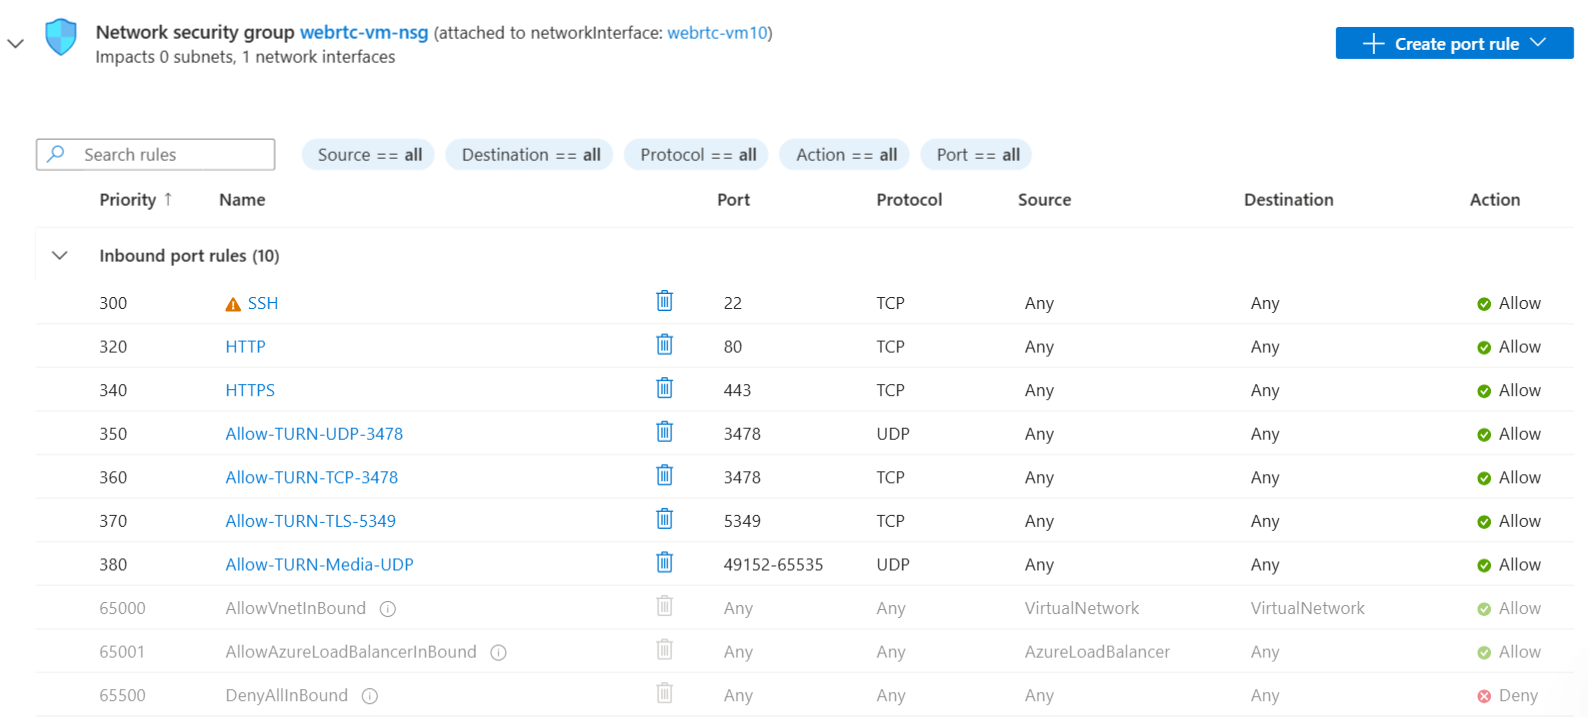 Network security group webrtc-vm-nsg (attached to networkInterface: webrtc-vm10)
Impacts 0 subnets, 1 network interfaces
Create port rule
Search rules
Source == all
Destination == all
Protocol == all
Action == all
Port == all
Priority ↑ Name Port Protocol Source Destination Action
Inbound port rules (10)
300 SSH 22 TCP Any Any Allow
320 HTTP 80 TCP Any Any Allow
340 HTTPS 443 TCP Any Any Allow
350 Allow-TURN-UDP-3478 3478 UDP Any Any Allow
360 Allow-TURN-TCP-3478 3478 TCP Any Any Allow
370 Allow-TURN-TLS-5349 5349 TCP Any Any Allow
380 Allow-TURN-Media-UDP 49152-65535 UDP Any Any Allow
65000 AllowVnetInBound Any Any VirtualNetwork VirtualNetwork Allow
65001 AllowAzureLoadBalancerInBound Any Any AzureLoadBalancer Any Allow
65500 DenyAllInBound Any Any Any Any Deny